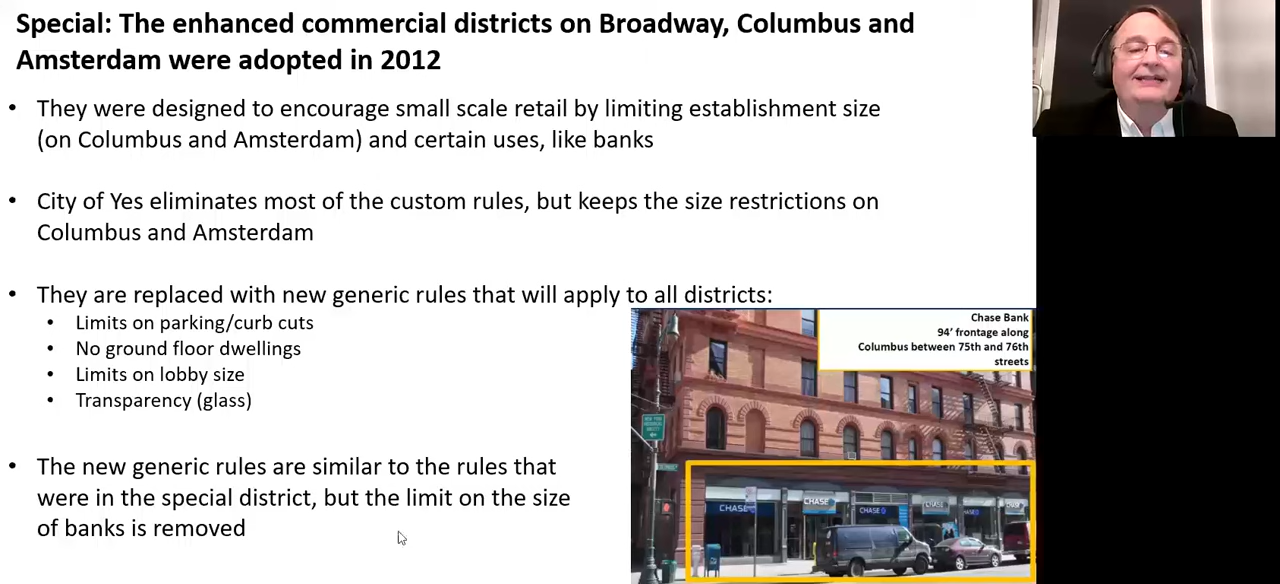 Special: The enhanced commercial districts on Broadway, Columbus and
Amsterdam were adopted in 2012
• They were designed to encourage small scale retail by limiting establishment size
(on Columbus and Amsterdam) and certain uses, like banks
• City of Yes eliminates most of the custom rules, but keeps the size restrictions on
Columbus and Amsterdam
• They are replaced with new generic rules that will apply to all districts:
• Limits on parking/curb cuts
• No ground floor dwellings
• Limits on lobby size
• Transparency (glass)
• The new generic rules are similar to the rules that
were in the special district, but the limit on the size
of banks is removed
Chase Bank
94’ frontage along
Columbus between 75th and 76th
streets
CHASE
CHASE
CHASE
CHASE
CHASE
CHASE